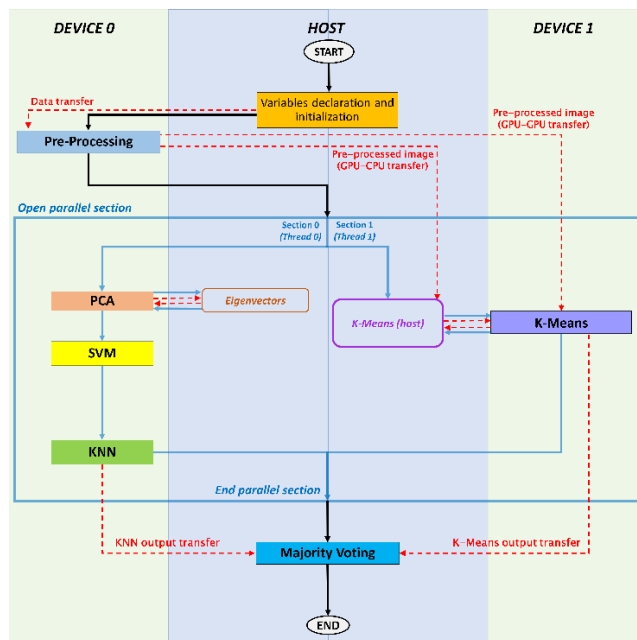 DEVICE 0
HOST
DEVICE 1
START
Data transfer
Variables declaration and
initialization
Pre-processed image
(GPU-GPU transfer)
Pre-Processing
Pre-processed image
(GPU-CPU transfer)
Open parallel section
Section 0
(Thread 0)
Section 1
(Thread 1)
PCA
Eigenvectors
K-Means (host)
K-Means
SVM
KNN
End parallel section
KNN output transfer
Majority Voting
K-Means output transfer
END